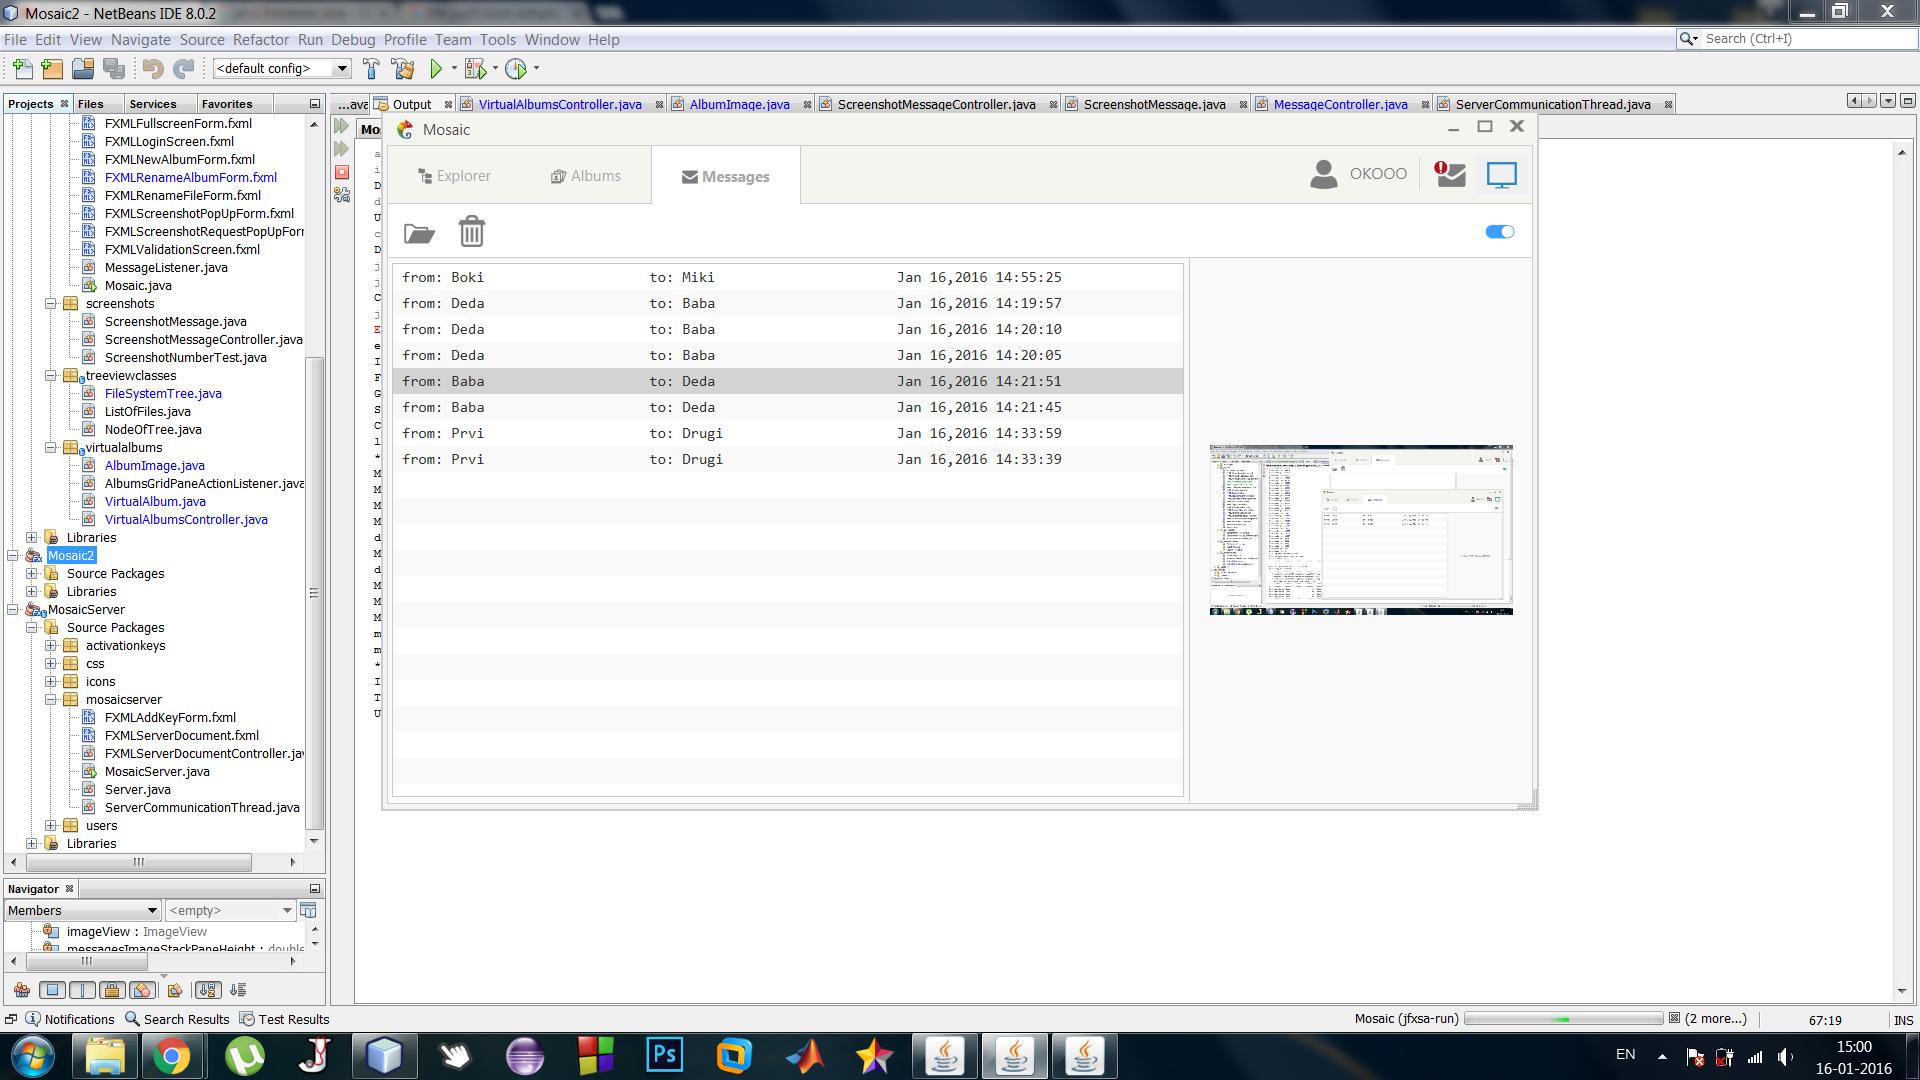 Mosaic2 - NetBeans IDE 8.0.2
File Edit View Navigate Source Refactor Run Debug Profile Team Tools Window Help
Search (Ctrl+I)
<default config>
Projects Files Services Favorites
...ava Output VirtualAlbumsController.java AlbumImage.java ScreenshotMessageController.java ScreenshotMessage.java MessageController.java ServerCommunicationThread.java
FXMLFullscreenForm.fxml
FXMLLoginScreen.fxml
FXMLNewAlbumForm.fxml
FXMLRenameAlbumForm.fxml
FXMLRenameFileForm.fxml
FXMLScreenshotPopUpForm.fxml
FXMLScreenshotRequestPopUpForr
FXMLValidationScreen.fxml
MessageListener.java
Mosaic.java
screenshots
ScreenshotMessage.java
ScreenshotMessageController.java
ScreenshotNumberTest.java
treeviewclasses
FileSystemTree.java
ListOfFiles.java
NodeOfTree.java
virtualalbums
AlbumImage.java
AlbumsGridPaneActionListener.java
VirtualAlbum.java
VirtualAlbumsController.java
Libraries
Mosaic2
Source Packages
Libraries
MosaicServer
Source Packages
activationkeys
css
icons
mosaicserver
FXMLAddKeyForm.fxml
FXMLServerDocument.fxml
FXMLServerDocumentController.jav
MosaicServer.java
Server.java
ServerCommunicationThread.java
users
Libraries
Navigator
Members <empty>
imageView : ImageView
messagesImageStackPaneHeight : double
Mos
Mosaic
Explorer Albums Messages OKOOO
from: Boki to: Miki Jan 16,2016 14:55:25
from: Deda to: Baba Jan 16,2016 14:19:57
from: Deda to: Baba Jan 16,2016 14:20:10
from: Deda to: Baba Jan 16,2016 14:20:05
from: Baba to: Deda Jan 16,2016 14:21:51
from: Baba to: Deda Jan 16,2016 14:21:45
from: Prvi to: Drugi Jan 16,2016 14:33:59
from: Prvi to: Drugi Jan 16,2016 14:33:39
Notifications Search Results Test Results
Mosaic (jfxsa-run) (2 more...) 67:19 INS
Ps
EN 15:00
16-01-2016